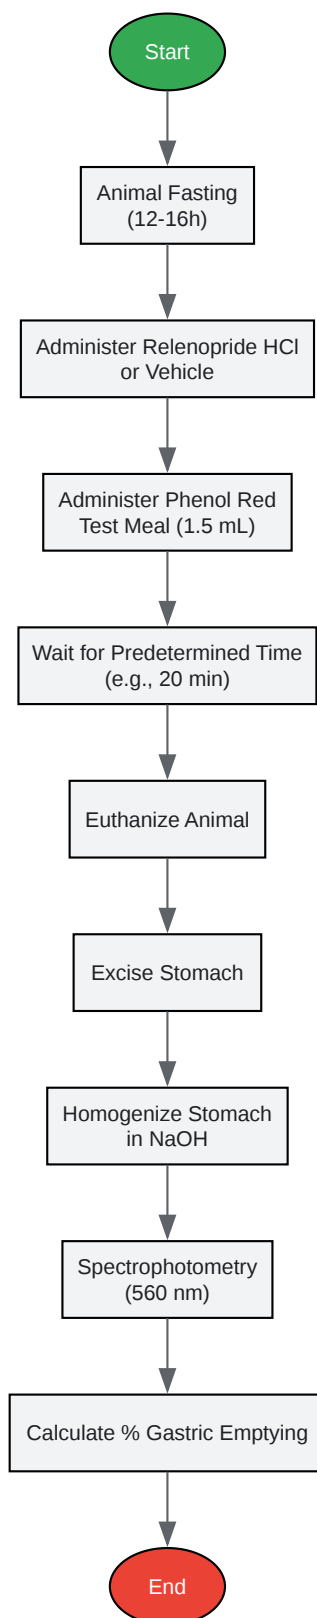 Start
Animal Fasting
(12-16h)
Administer Relenopride HCl
or Vehicle
Administer Phenol Red
Test Meal (1.5 mL)
Wait for Predetermined Time
(e.g., 20 min)
Euthanize Animal
Excise Stomach
Homogenize Stomach
in NaOH
Spectrophotometry
(560 nm)
Calculate % Gastric Emptying
End